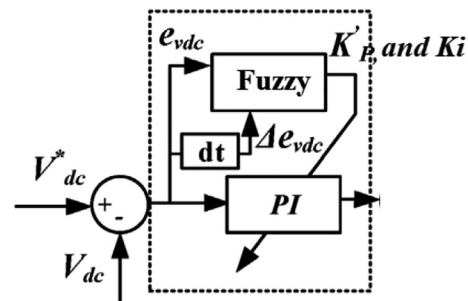 e_vdc
K'_P, and Ki
Fuzzy
dt
Δe_vdc
V*_dc
+
-
PI
V_dc